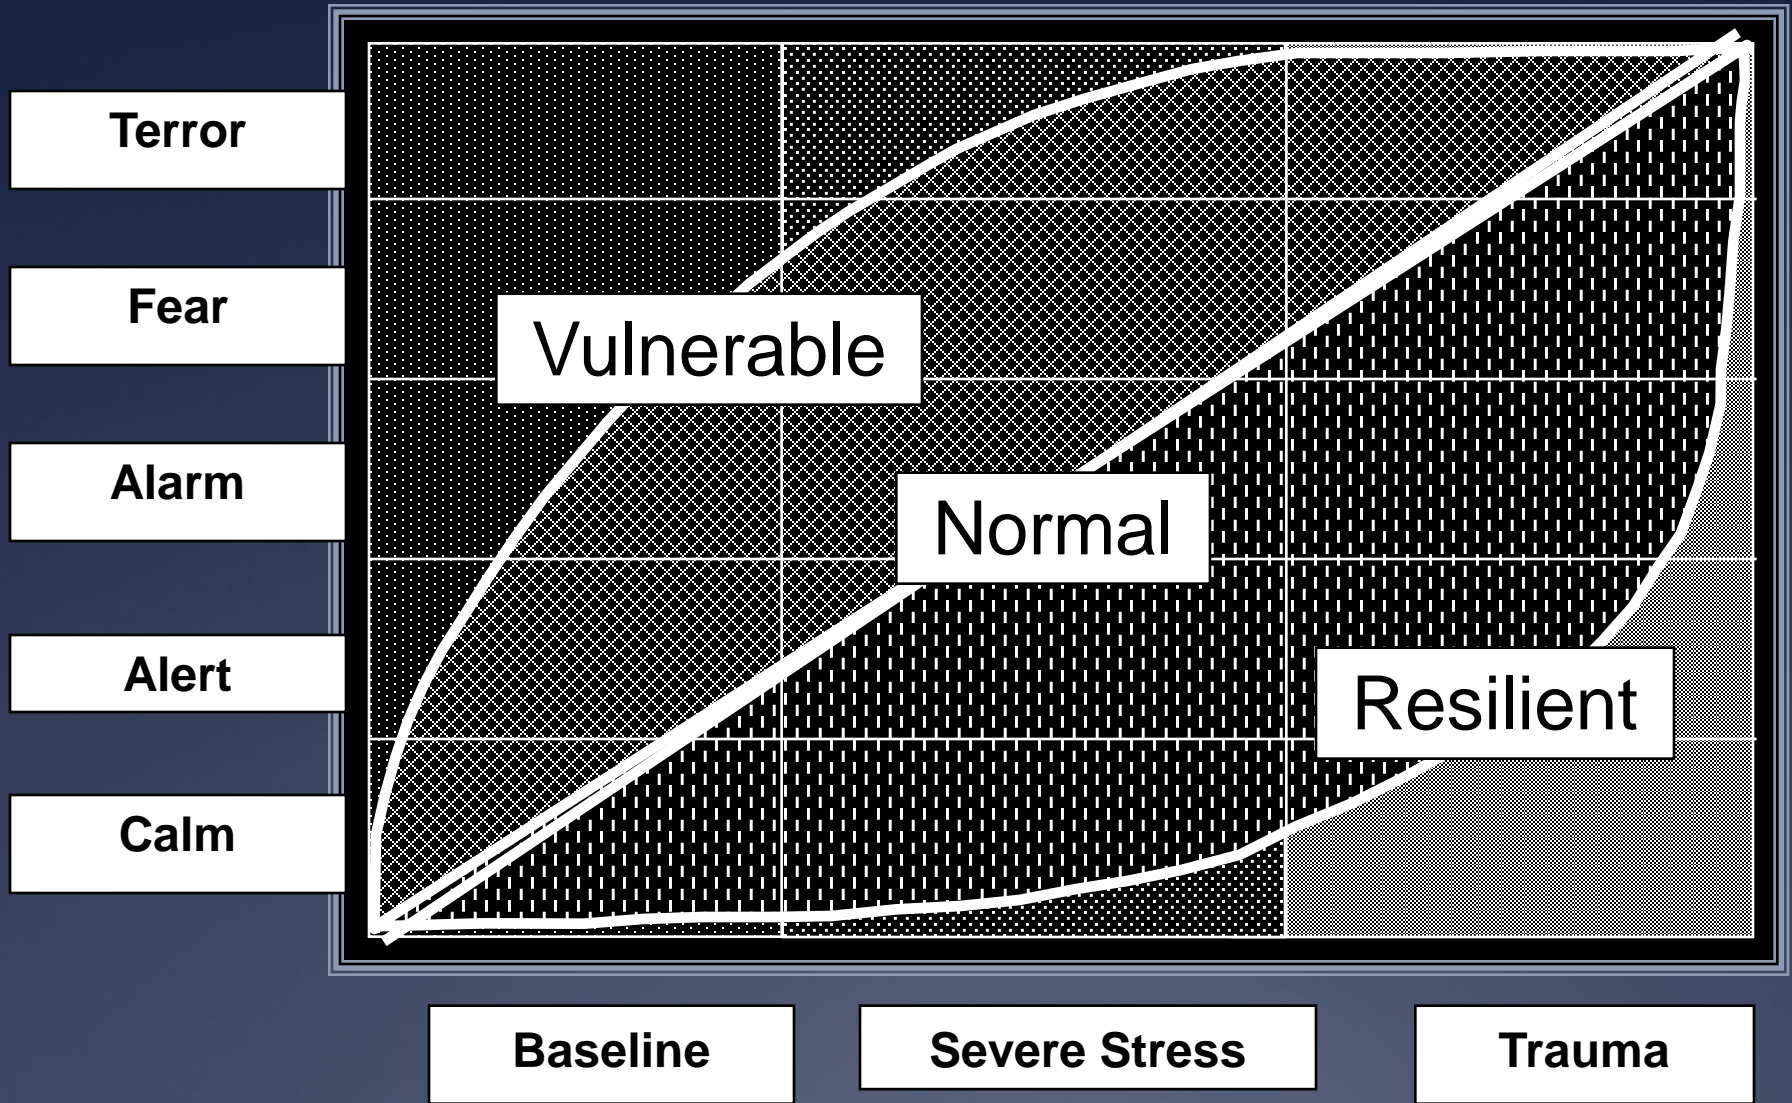 Terror
Fear
Vulnerable
Alarm
Normal
Alert
Resilient
Calm
Baseline
Severe Stress
Trauma